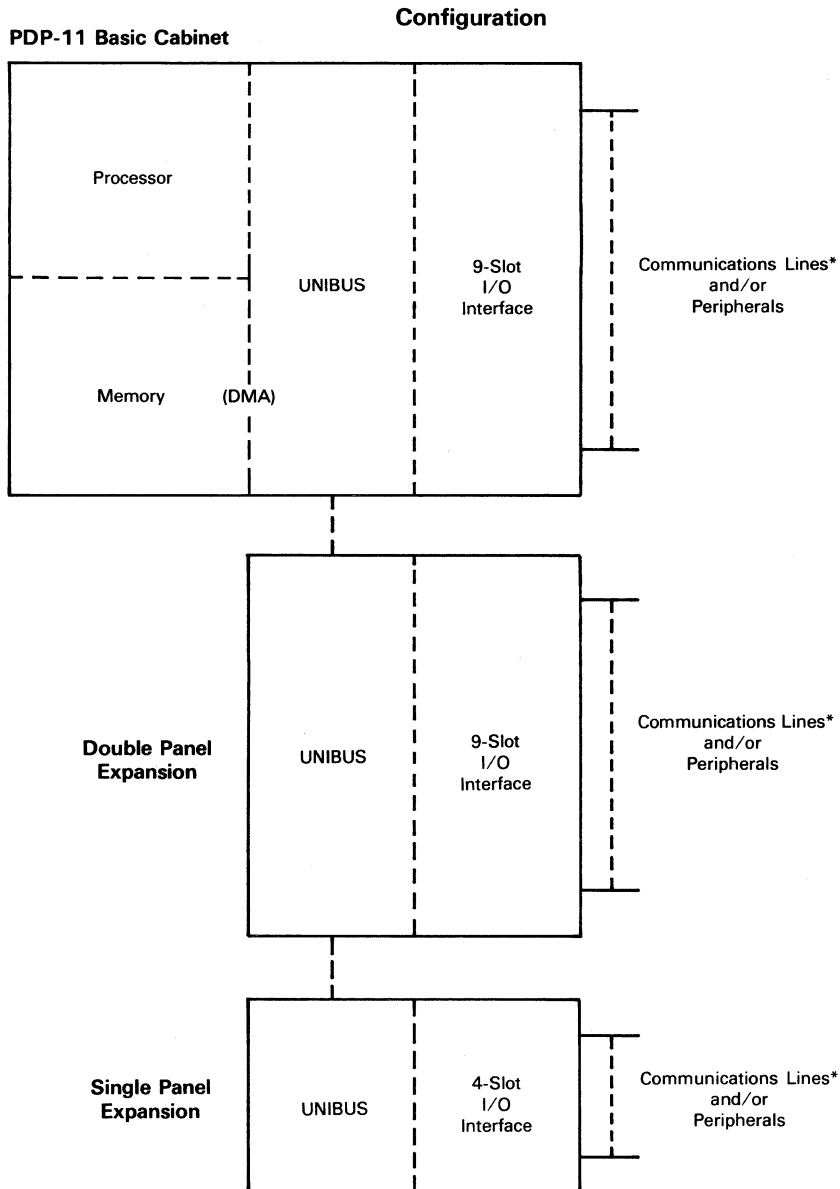 Configuration
PDP-11 Basic Cabinet
Processor
UNIBUS
9-Slot
I/O
Interface
Communications Lines*
and/or
Peripherals
Memory
(DMA)
Double Panel
Expansion
UNIBUS
9-Slot
I/O
Interface
Communications Lines*
and/or
Peripherals
Single Panel
Expansion
UNIBUS
4-Slot
I/O
Interface
Communications Lines*
and/or
Peripherals